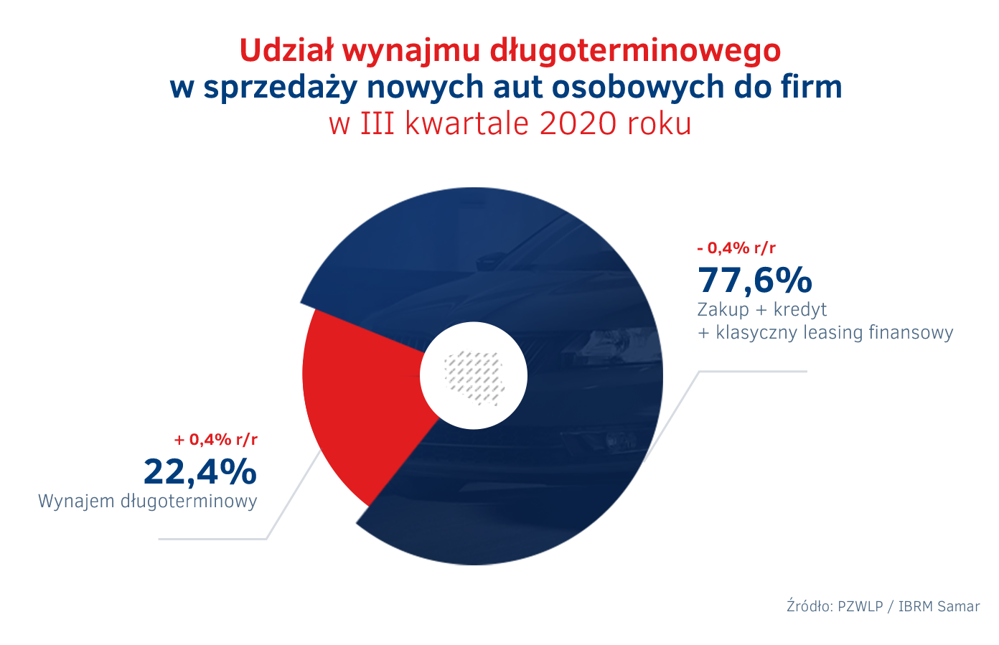 Udział wynajmu długoterminowego
w sprzedaży nowych aut osobowych do firm
w III kwartale 2020 roku
- 0,4% r/r
77,6%
Zakup + kredyt
+ klasyczny leasing finansowy
+ 0,4% r/r
22,4%
Wynajem długoterminowy
Źródło: PZWLP / IBRM Samar